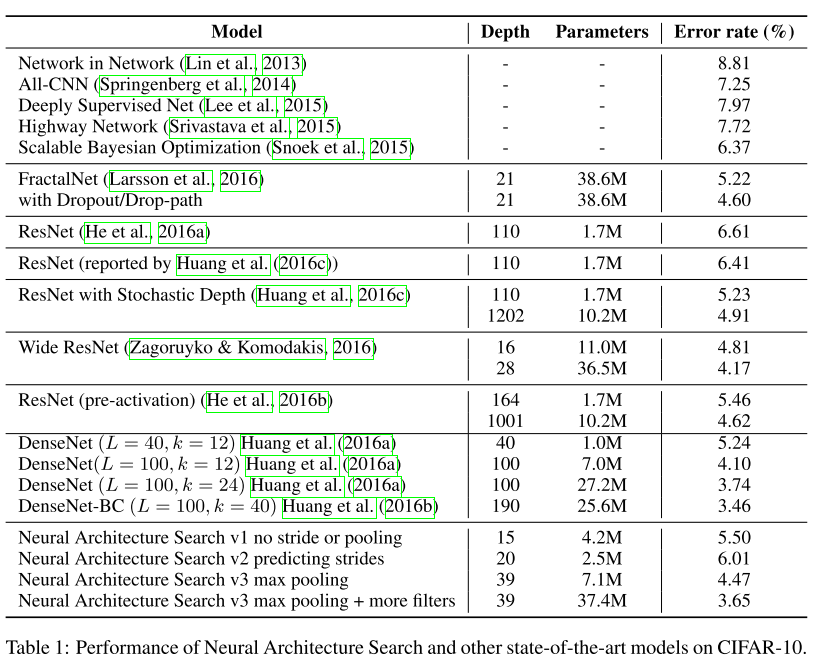 Model Depth Parameters Error rate (%)
Network in Network (Lin et al., 2013) - - 8.81
All-CNN (Springenberg et al., 2014) - - 7.25
Deeply Supervised Net (Lee et al., 2015) - - 7.97
Highway Network (Srivastava et al., 2015) - - 7.72
Scalable Bayesian Optimization (Snoek et al., 2015) - - 6.37
FractalNet (Larsson et al., 2016) 21 38.6M 5.22
with Dropout/Drop-path 21 38.6M 4.60
ResNet (He et al., 2016a) 110 1.7M 6.61
ResNet (reported by Huang et al. (2016c)) 110 1.7M 6.41
ResNet with Stochastic Depth (Huang et al., 2016c) 110 1.7M 5.23
1202 10.2M 4.91
Wide ResNet (Zagoruyko & Komodakis, 2016) 16 11.0M 4.81
28 36.5M 4.17
ResNet (pre-activation) (He et al., 2016b) 164 1.7M 5.46
1001 10.2M 4.62
DenseNet (L = 40, k = 12) Huang et al. (2016a) 40 1.0M 5.24
DenseNet(L = 100, k = 12) Huang et al. (2016a) 100 7.0M 4.10
DenseNet (L = 100, k = 24) Huang et al. (2016a) 100 27.2M 3.74
DenseNet-BC (L = 100, k = 40) Huang et al. (2016b) 190 25.6M 3.46
Neural Architecture Search v1 no stride or pooling 15 4.2M 5.50
Neural Architecture Search v2 predicting strides 20 2.5M 6.01
Neural Architecture Search v3 max pooling 39 7.1M 4.47
Neural Architecture Search v3 max pooling + more filters 39 37.4M 3.65
Table 1: Performance of Neural Architecture Search and other state-of-the-art models on CIFAR-10.